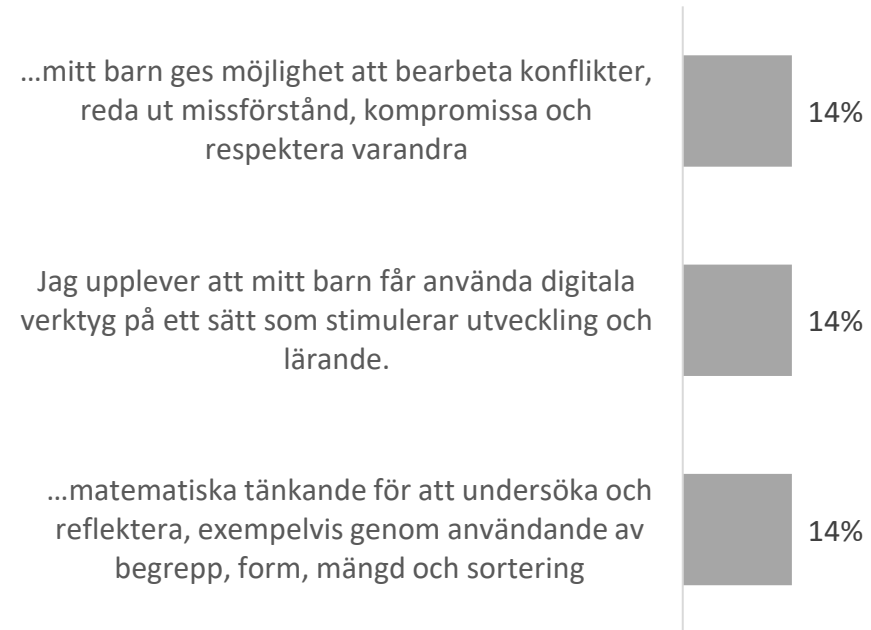 …mitt barn ges möjlighet att bearbeta konflikter,
reda ut missförstånd, kompromissa och
respektera varandra
14%
Jag upplever att mitt barn får använda digitala
verktyg på ett sätt som stimulerar utveckling och
lärande.
14%
…matematiska tänkande för att undersöka och
reflektera, exempelvis genom användande av
begrepp, form, mängd och sortering
14%